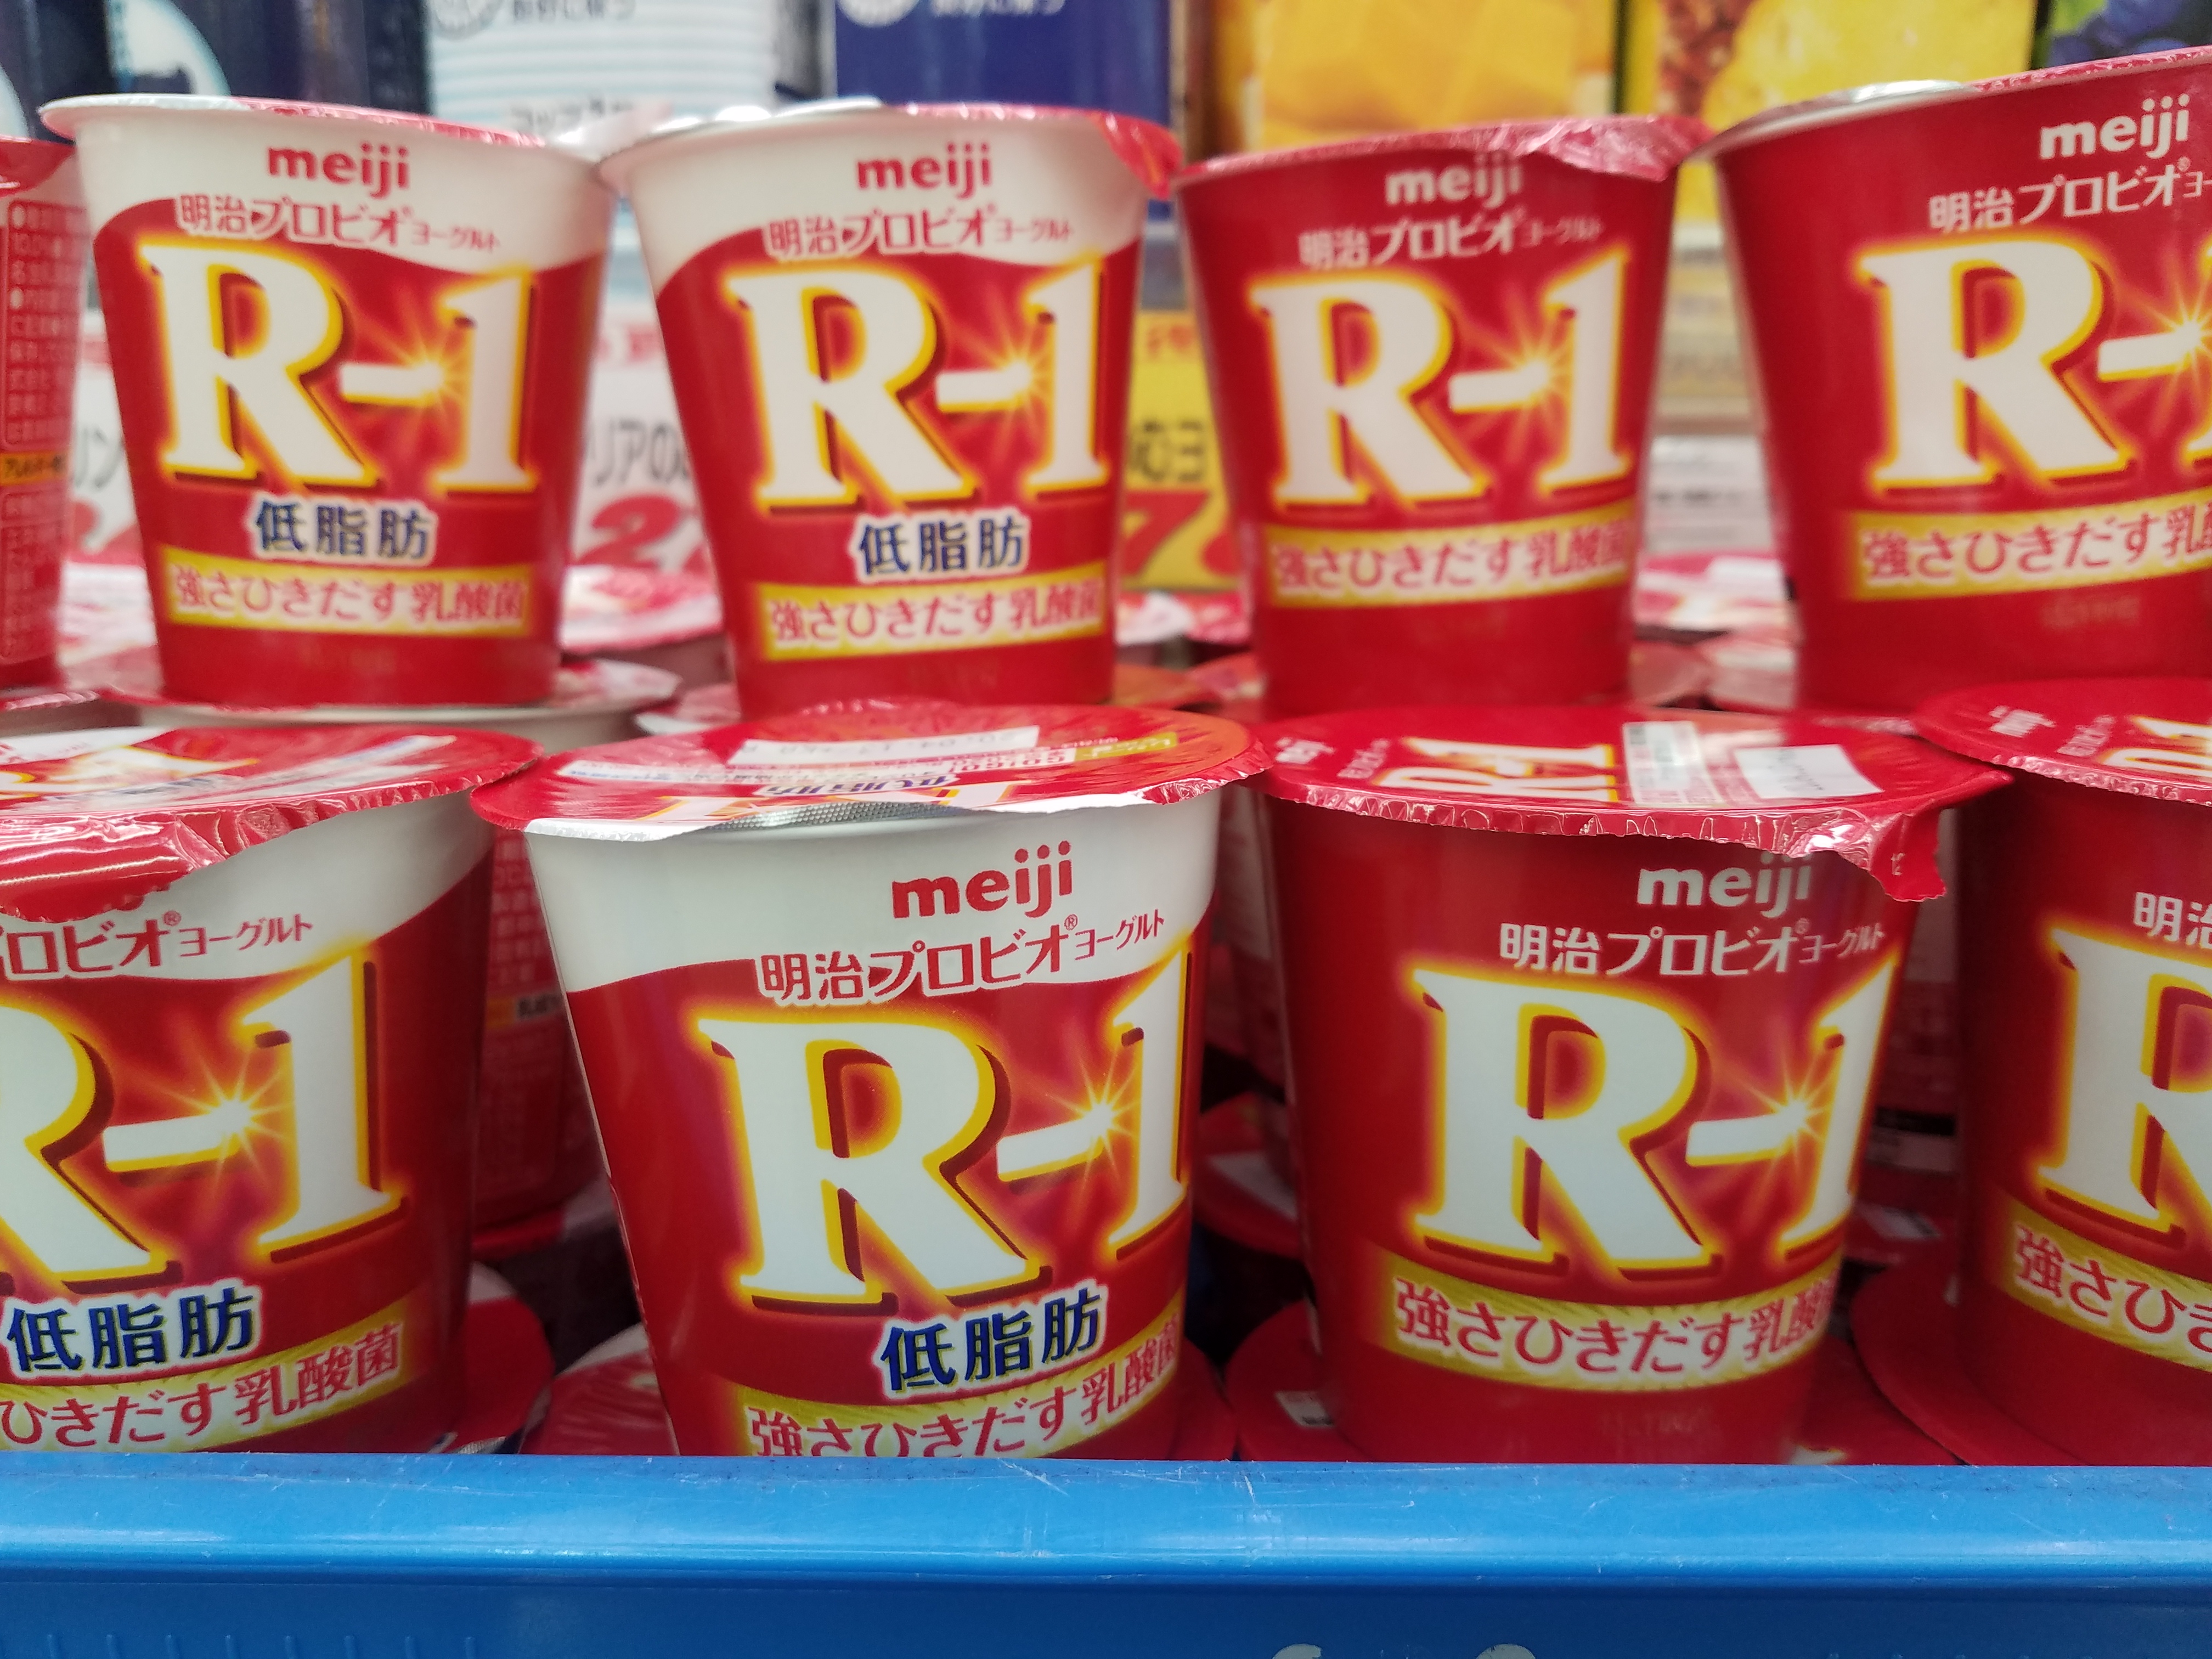 meiji
明治プロビオヨーグルト
R-1
低脂肪
強さひきだす乳酸菌
meiji
明治プロビオヨーグルト
R-1
低脂肪
強さひきだす乳酸菌
meiji
明治プロビオヨーグルト
R-1
強さひきだす乳酸菌
meiji
明治プロビオ®ヨー
R-
強さひきだす乳
プロビオ®ヨーグルト
R-1
低脂肪
ひきだす乳酸菌
meiji
明治プロビオ®ヨーグルト
R-1
低脂肪
強さひきだす乳酸菌
meiji
明治プロビオ®ヨーグルト
R-1
強さひきだす乳酸
明治
R
強さひき